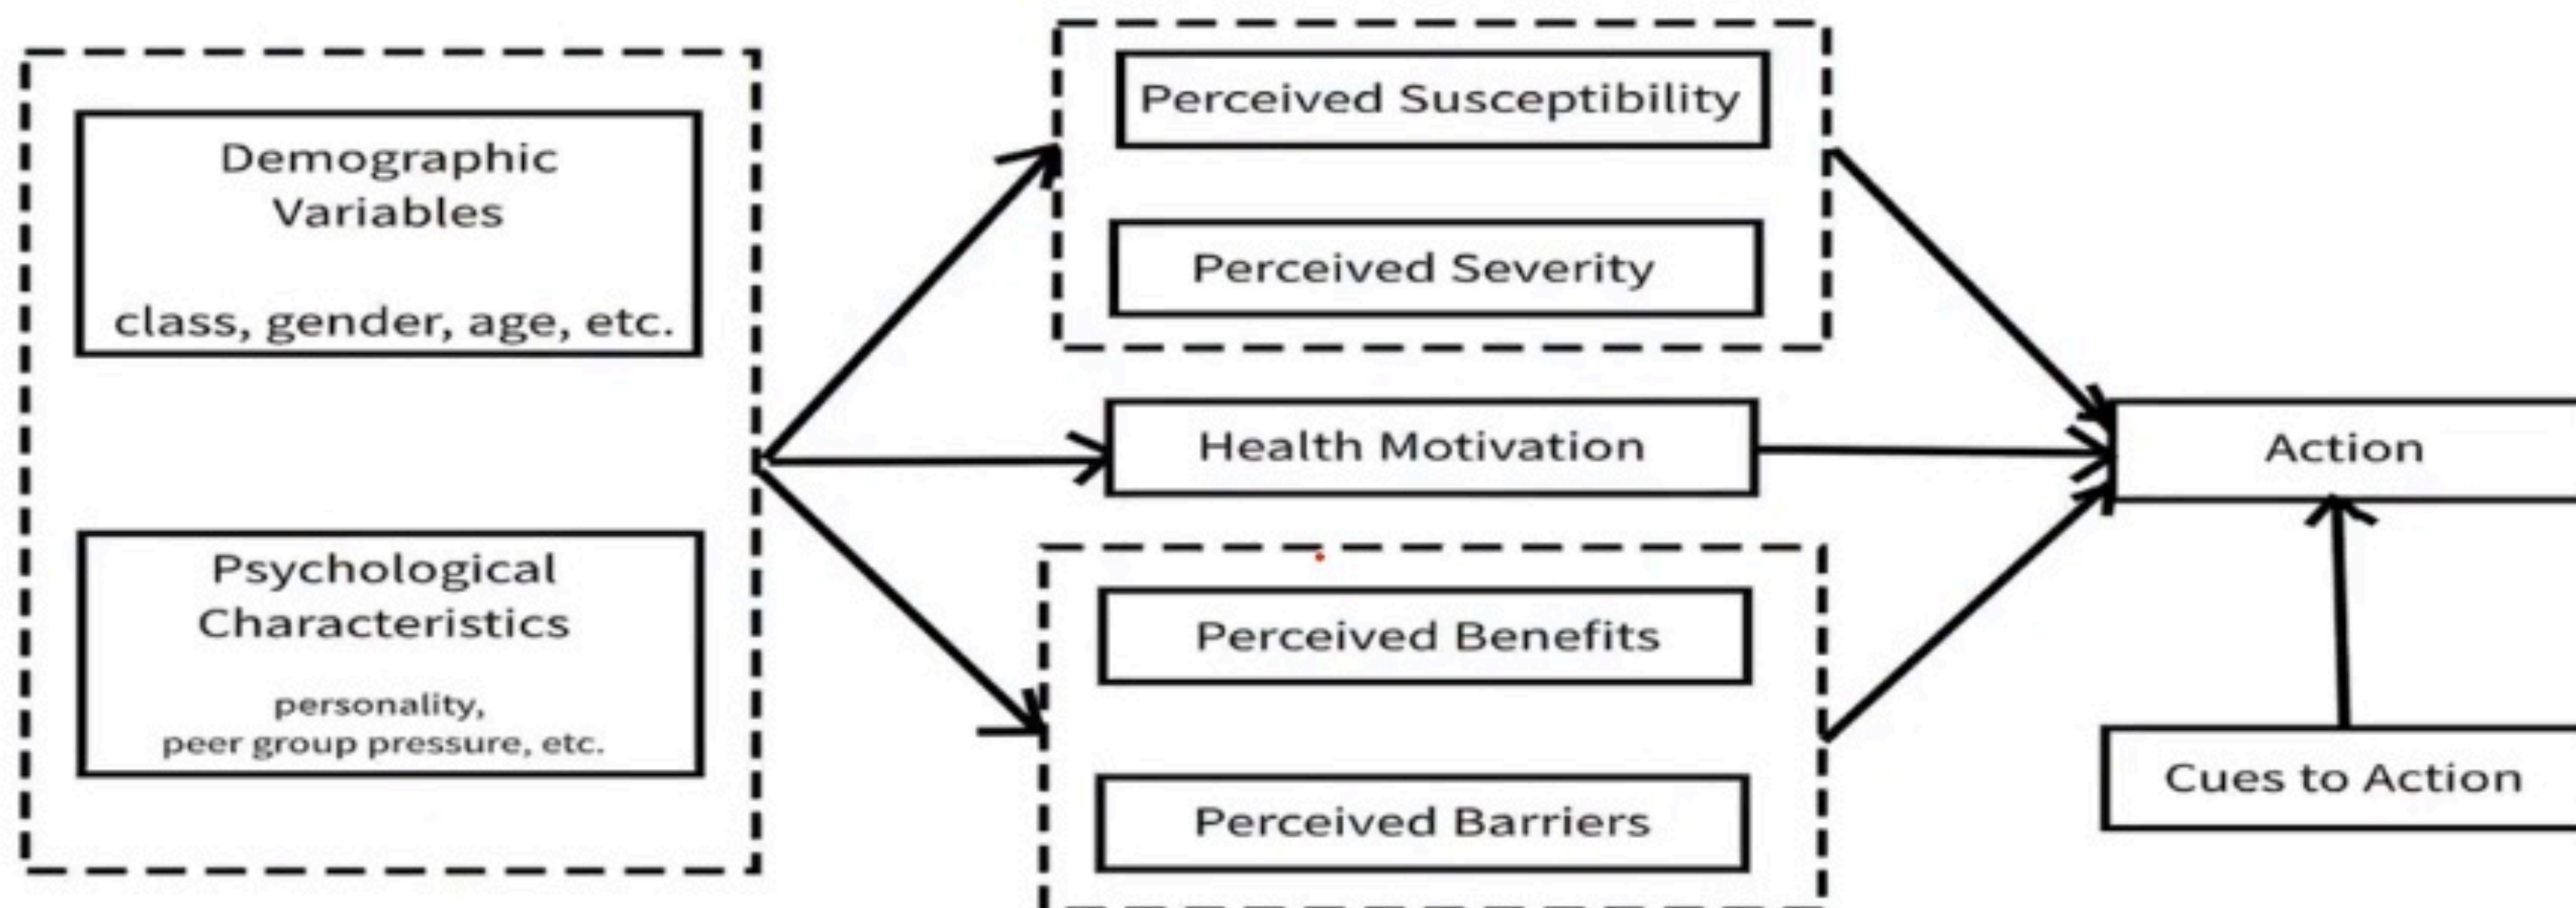 Demographic
Variables
class, gender, age, etc.
Psychological
Characteristics
personality,
peer group pressure, etc.
Perceived Susceptibility
Perceived Severity
Health Motivation
Perceived Benefits
Perceived Barriers
Action
Cues to Action